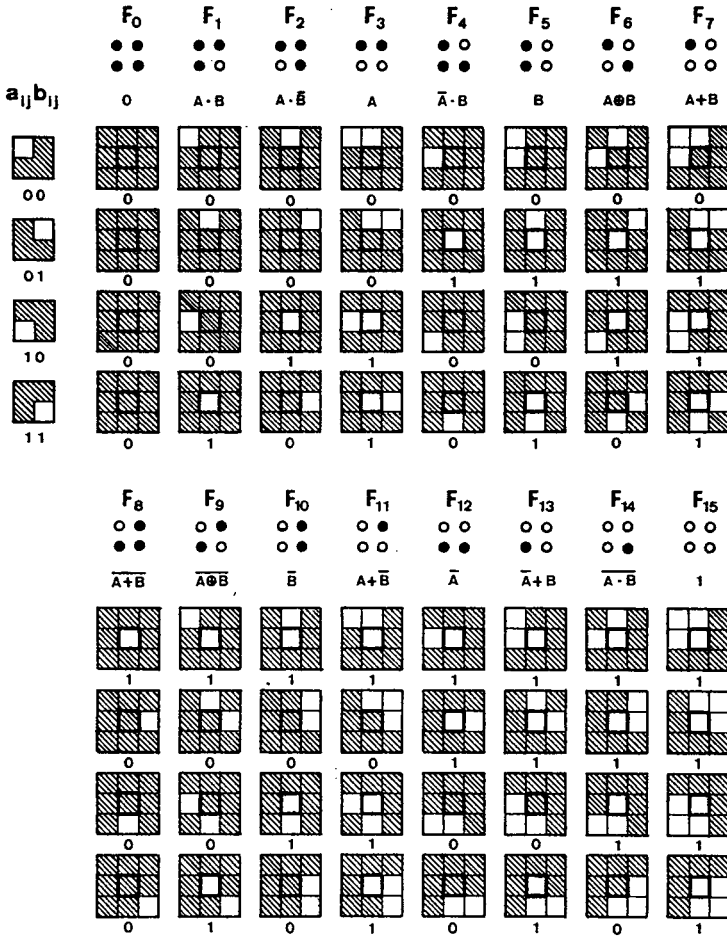 F₀ F₁ F₂ F₃ F₄ F₅ F₆ F₇
aᵢⱼbᵢⱼ 0 A·B A·B̅ A A̅·B B A⊕B A+B
00 0 0 0 0 0 0 0 0
01 0 0 0 0 1 1 1 1
10 0 0 1 1 0 0 1 1
11 0 1 0 1 0 1 0 1
F₈ F₉ F₁₀ F₁₁ F₁₂ F₁₃ F₁₄ F₁₅
A̅+̅B̅ A̅⊕̅B̅ B̅ A+B̅ A̅ A̅+B A̅·̅B̅ 1
1 1 1 1 1 1 1 1
0 0 0 0 1 1 1 1
0 0 1 1 0 0 1 1
0 1 0 1 0 1 0 1